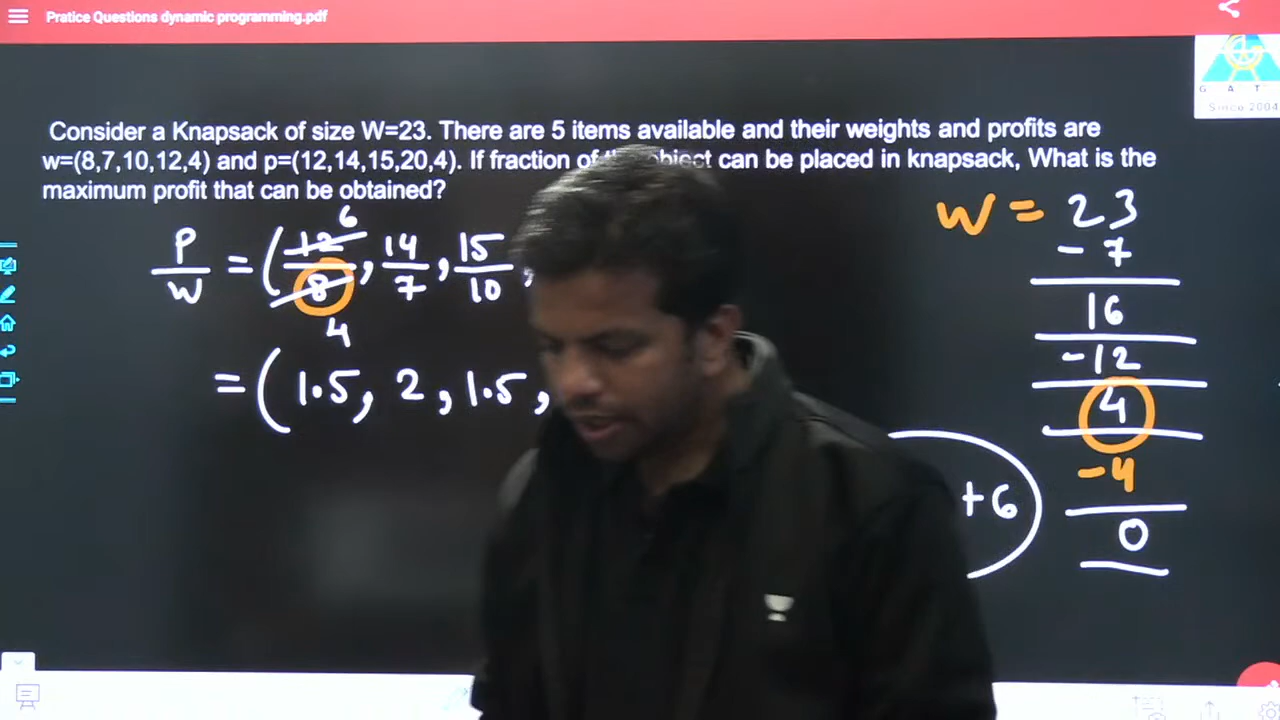 Pratice Questions dynamic programming.pdf
G A T
Since 2004
Consider a Knapsack of size W=23. There are 5 items available and their weights and profits are
w=(8,7,10,12,4) and p=(12,14,15,20,4). If fraction of object can be placed in knapsack, What is the
maximum profit that can be obtained?
P/W = (12/8, 14/7, 15/10,
6
4
= (1.5, 2, 1.5,
+6
W = 23
-7
16
-12
4
-4
0